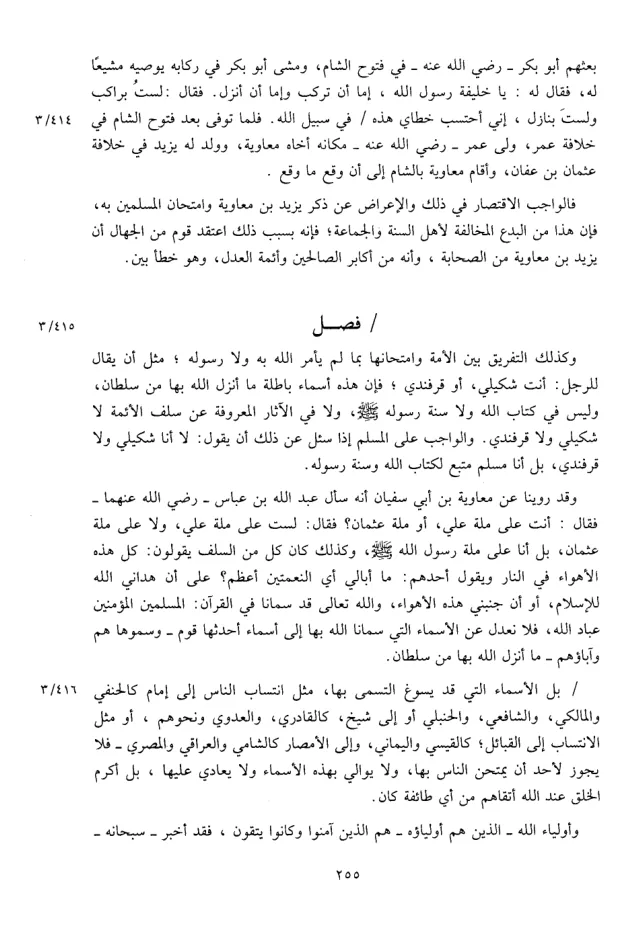 بعثهم أبو بكر ـ رضي الله عنه ـ في فتوح الشام، ومشى أبو بكر في ركابه يوصيه مشيعًا
له، فقال له : يا خليفة رسول الله ، إما أن تركب وإما أن أنزل. فقال :لستُ براكب
ولستَ بنازل ، إني أحتسب خطاي هذه / في سبيل الله. فلما توفى بعد فتوح الشام في
٣/٤١٤
خلافة عمر، ولى عمر ـ رضي الله عنه ـ مكانه أخاه معاوية، وولد له يزيد في خلافة
عثمان بن عفان، وأقام معاوية بالشام إلى أن وقع ما وقع .
فالواجب الاقتصار في ذلك والإعراض عن ذكر يزيد بن معاوية وامتحان المسلمين به،
فإن هذا من البدع المخالفة لأهل السنة والجماعة؛ فإنه بسبب ذلك اعتقد قوم من الجهال أن
يزيد بن معاوية من الصحابة ، وأنه من أكابر الصالحين وأئمة العدل، وهو خطأ بين.
/ فصــل
٣/٤١٥
وكذلك التفريق بين الأمة وامتحانها بما لم يأمر الله به ولا رسوله ؛ مثل أن يقال
للرجل: أنت شكيلي، أو قرفندي ؛ فإن هذه أسماء باطلة ما أنزل الله بها من سلطان،
وليس في كتاب الله ولا سنة رسوله ﷺ، ولا في الآثار المعروفة عن سلف الأئمة لا
شكيلي ولا قرفندي. والواجب على المسلم إذا سئل عن ذلك أن يقول: لا أنا شكيلي ولا
قرفندي، بل أنا مسلم متبع لكتاب الله وسنة رسوله.
وقد روينا عن معاوية بن أبي سفيان أنه سأل عبد الله بن عباس ـ رضي الله عنهما ـ
فقال : أنت على ملة علي، أو ملة عثمان؟ فقال: لست على ملة علي، ولا على ملة
عثمان، بل أنا على ملة رسول الله ﷺ، وكذلك كان كل من السلف يقولون: كل هذه
الأهواء في النار ويقول أحدهم: ما أبالي أي النعمتين أعظم؟ على أن هداني الله
للإسلام، أو أن جنبني هذه الأهواء، والله تعالى قد سمانا في القرآن: المسلمين المؤمنين
عباد الله، فلا نعدل عن الأسماء التي سمانا الله بها إلى أسماء أحدثها قوم ـ وسموها هم
وآباؤهم ـ ما أنزل الله بها من سلطان.
/ بل الأسماء التي قد يسوغ التسمى بها، مثل انتساب الناس إلى إمام كالحنفي
٣/٤١٦
والمالكي، والشافعي، والحنبلي أو إلى شيخ، كالقادري، والعدوي ونحوهم ، أو مثل
الانتساب إلى القبائل؛ كالقيسي واليماني، وإلى الأمصار كالشامي والعراقي والمصري ـ فلا
يجوز لأحد أن يمتحن الناس بها، ولا يوالي بهذه الأسماء ولا يعادي عليها ، بل أكرم
الخلق عند الله أتقاهم من أي طائفة كان.
وأولياء الله ـ الذين هم أولياؤه ـ هم الذين آمنوا وكانوا يتقون ، فقد أخبر ـ سبحانه ـ
٢٥٥